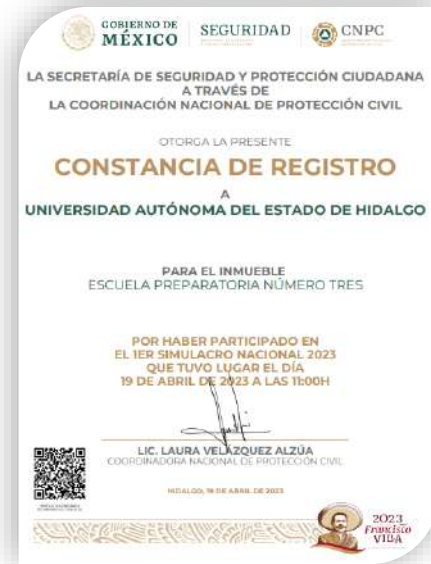 GOBIERNO DE
MÉXICO
SEGURIDAD
CNPC
LA SECRETARÍA DE SEGURIDAD Y PROTECCIÓN CIUDADANA
A TRAVÉS DE
LA COORDINACIÓN NACIONAL DE PROTECCIÓN CIVIL
OTORGA LA PRESENTE
CONSTANCIA DE REGISTRO
A
UNIVERSIDAD AUTÓNOMA DEL ESTADO DE HIDALGO
PARA EL INMUEBLE
ESCUELA PREPARATORIA NÚMERO TRES
POR HABER PARTICIPADO EN
EL 1ER SIMULACRO NACIONAL 2023
QUE TUVO LUGAR EL DÍA
19 DE ABRIL DE 2023 A LAS 11:00H
LIC. LAURA VELÁZQUEZ ALZÚA
COORDINADORA NACIONAL DE PROTECCIÓN CIVIL
HIDALGO, 19 DE ABRIL DE 2023
2023
Francisco
VILLA